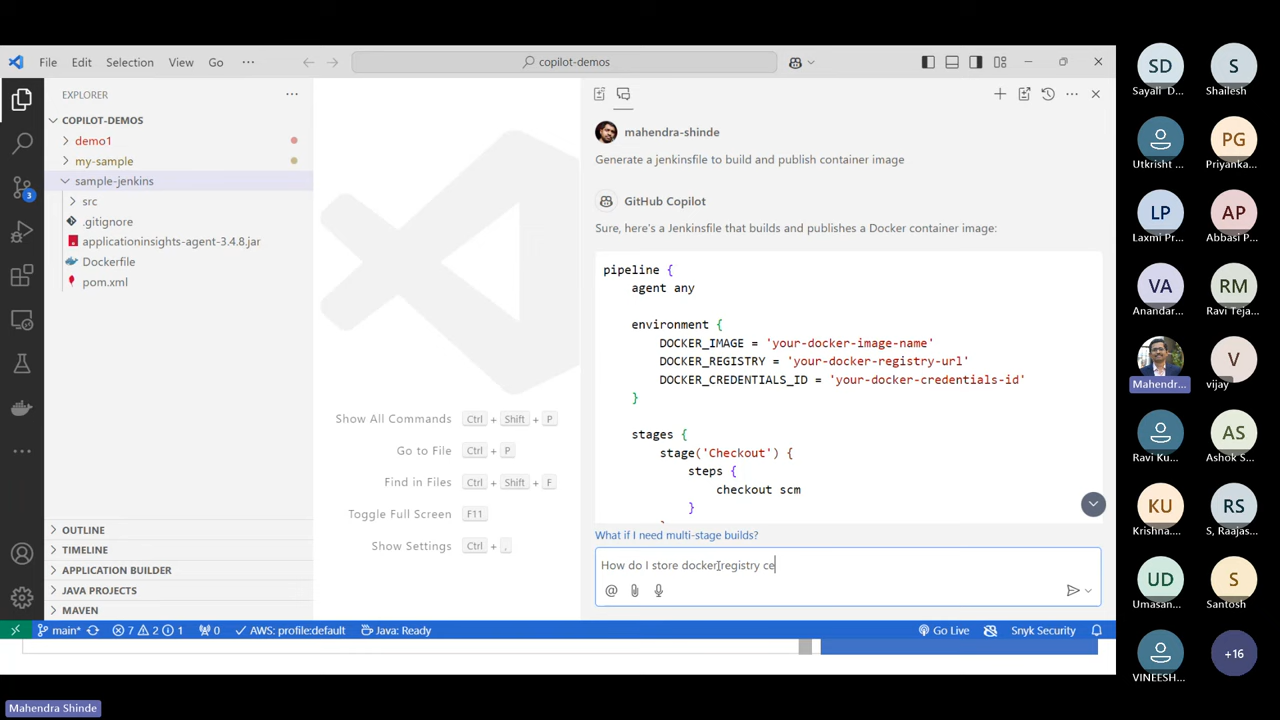 File Edit Selection View Go ··· copilot-demos
EXPLORER
COPILOT-DEMOS
demo1
my-sample
sample-jenkins
src
.gitignore
applicationinsights-agent-3.4.8.jar
Dockerfile
pom.xml
OUTLINE
TIMELINE
APPLICATION BUILDER
JAVA PROJECTS
MAVEN
3
Show All Commands Ctrl + Shift + P
Go to File Ctrl + P
Find in Files Ctrl + Shift + F
Toggle Full Screen F11
Show Settings Ctrl + ,
mahendra-shinde
Generate a jenkinsfile to build and publish container image
GitHub Copilot
Sure, here's a Jenkinsfile that builds and publishes a Docker container image:
pipeline {
agent any
environment {
DOCKER_IMAGE = 'your-docker-image-name'
DOCKER_REGISTRY = 'your-docker-registry-url'
DOCKER_CREDENTIALS_ID = 'your-docker-credentials-id'
}
stages {
stage('Checkout') {
steps {
checkout scm
}
What if I need multi-stage builds?
How do I store docker registry ce
main* 7 2 1 0 AWS: profile:default Java: Ready Go Live Snyk Security
SD S
Sayali D... Shailesh
PG
Utkrisht ... Priyanka...
LP AP
Laxmi Pr... Abbasi P...
VA RM
Anandar... Ravi Teja...
V
Mahendr... vijay
AS
Ravi Ku... Ashok S...
KU RS
Krishna... S, Raajas...
UD S
Umasan... Santosh
+16
VINEESH...
Mahendra Shinde